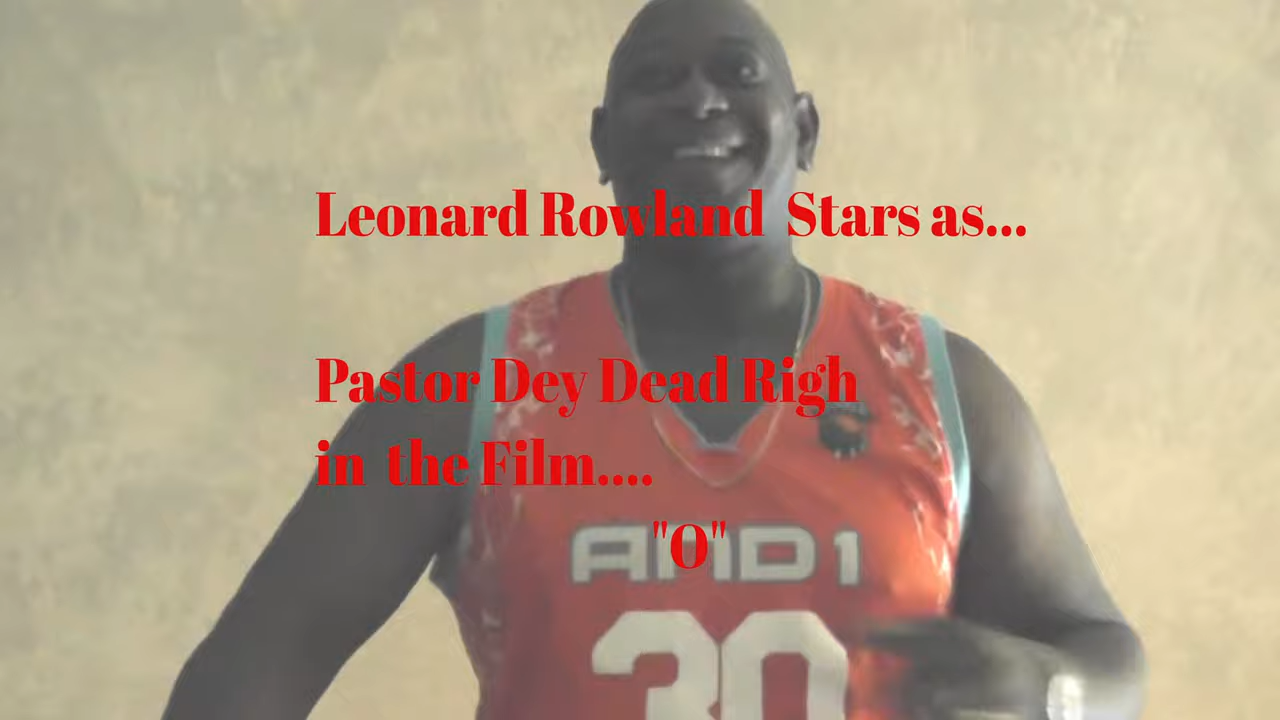 Leonard Rowland Stars as...
Pastor Dey Dead Righ
in the Film....
"O"
AND1
30